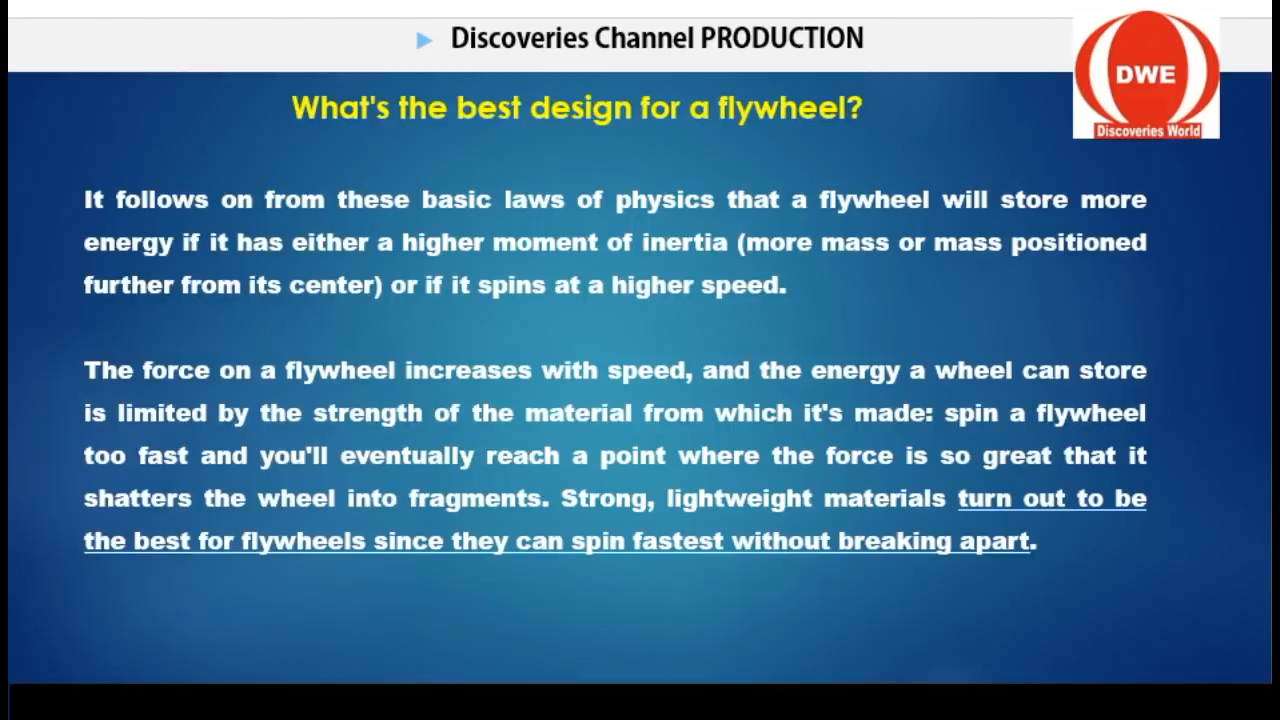 Discoveries Channel PRODUCTION
DWE
Discoveries World
What's the best design for a flywheel?
It follows on from these basic laws of physics that a flywheel will store more
energy if it has either a higher moment of inertia (more mass or mass positioned
further from its center) or if it spins at a higher speed.
The force on a flywheel increases with speed, and the energy a wheel can store
is limited by the strength of the material from which it's made: spin a flywheel
too fast and you'll eventually reach a point where the force is so great that it
shatters the wheel into fragments. Strong, lightweight materials turn out to be
the best for flywheels since they can spin fastest without breaking apart.